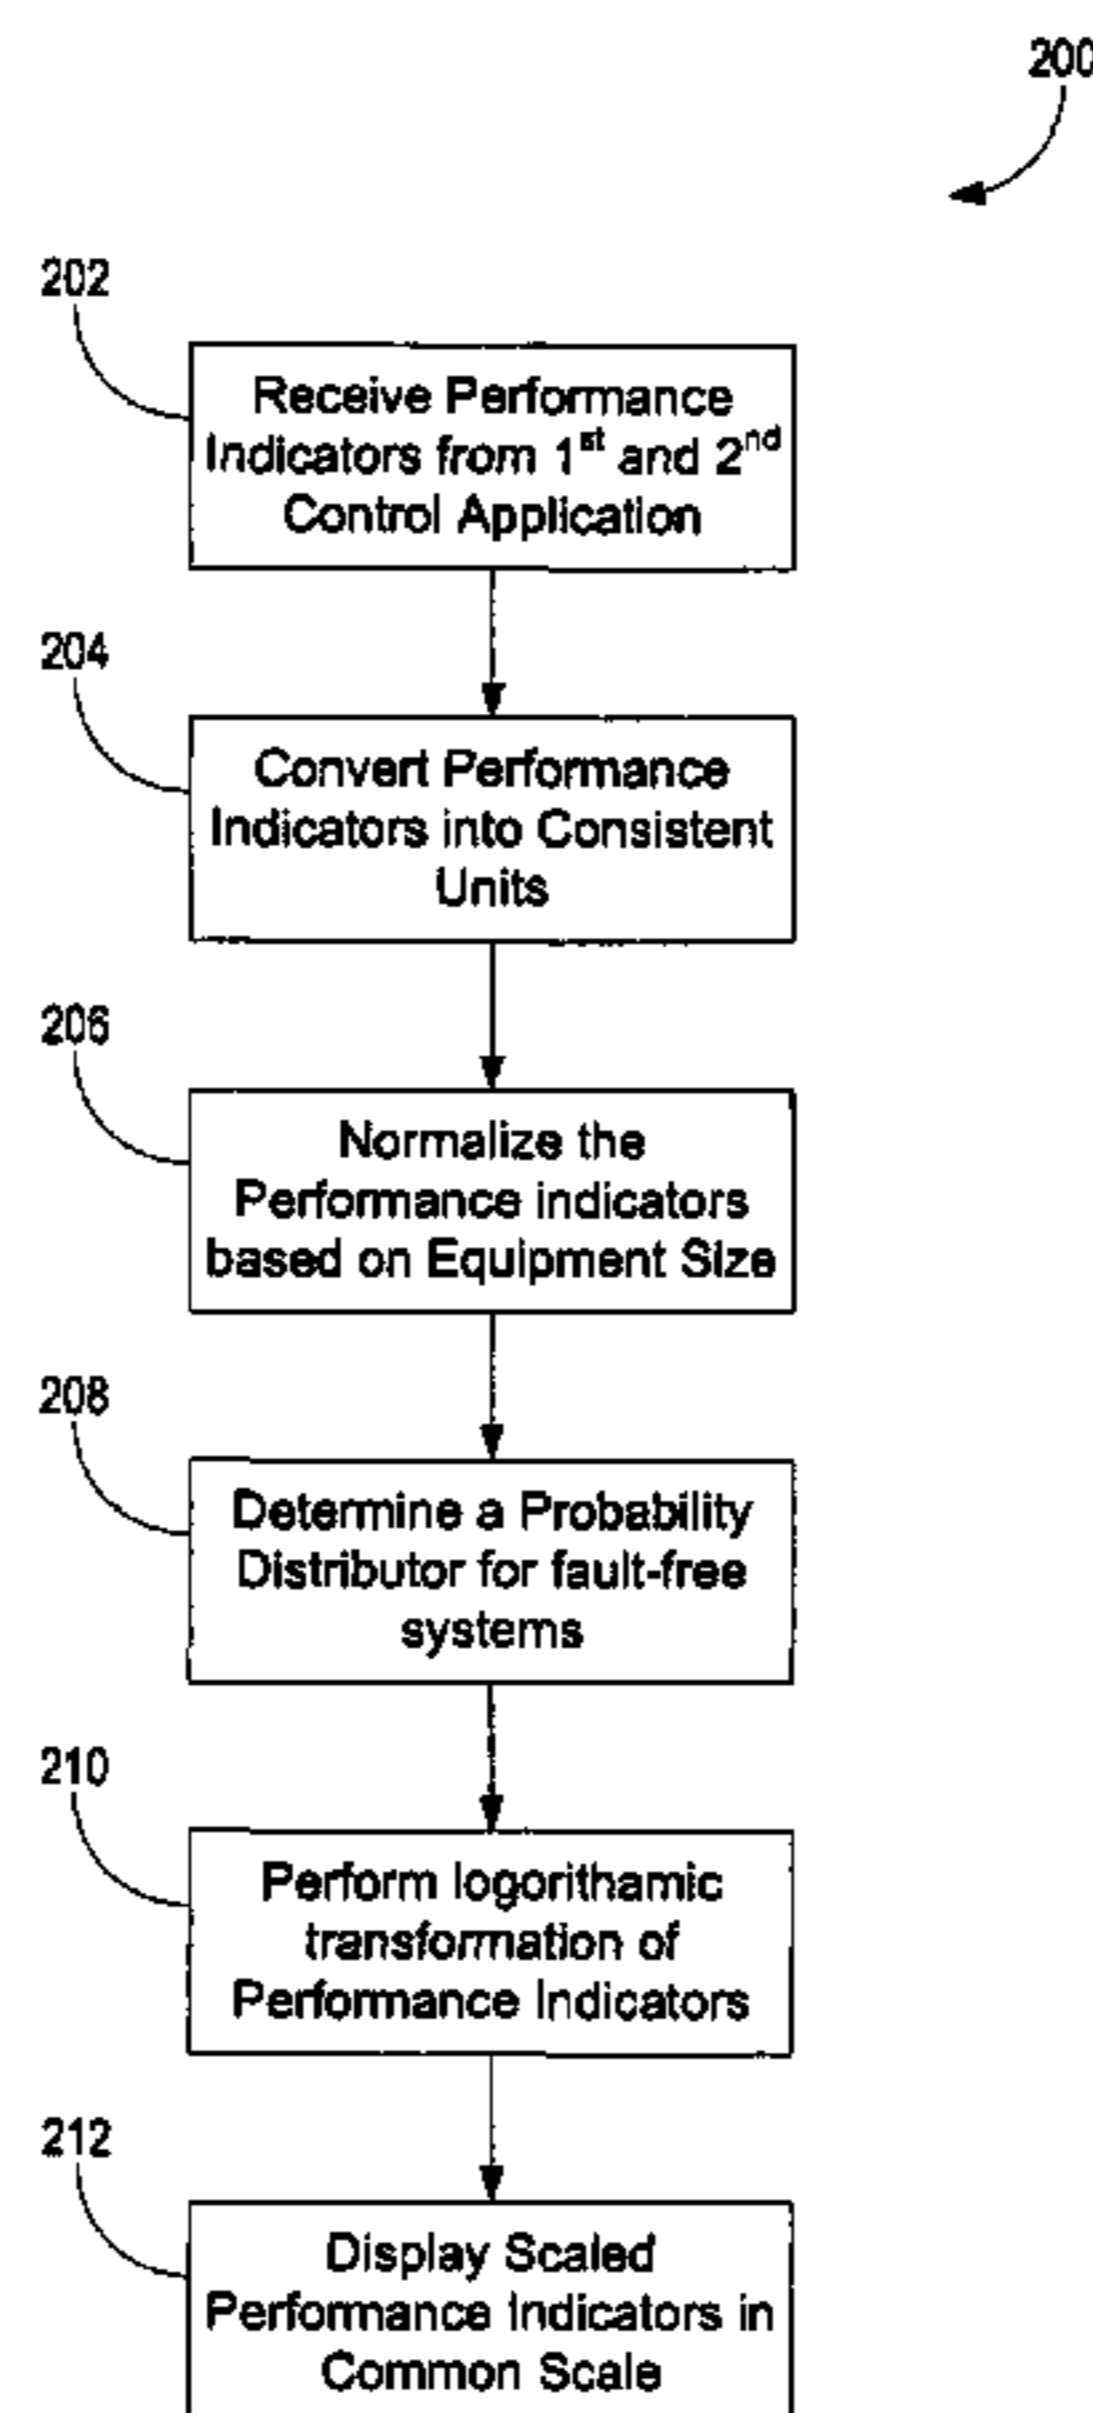 200
202
Receive Performance
Indicators from 1st and 2nd
Control Application
204
Convert Performance
Indicators into Consistent
Units
206
Normalize the
Performance indicators
based on Equipment Size
208
Determine a Probability
Distributor for fault-free
systems
210
Perform logorithamic
transformation of
Performance Indicators
212
Display Scaled
Performance Indicators in
Common Scale